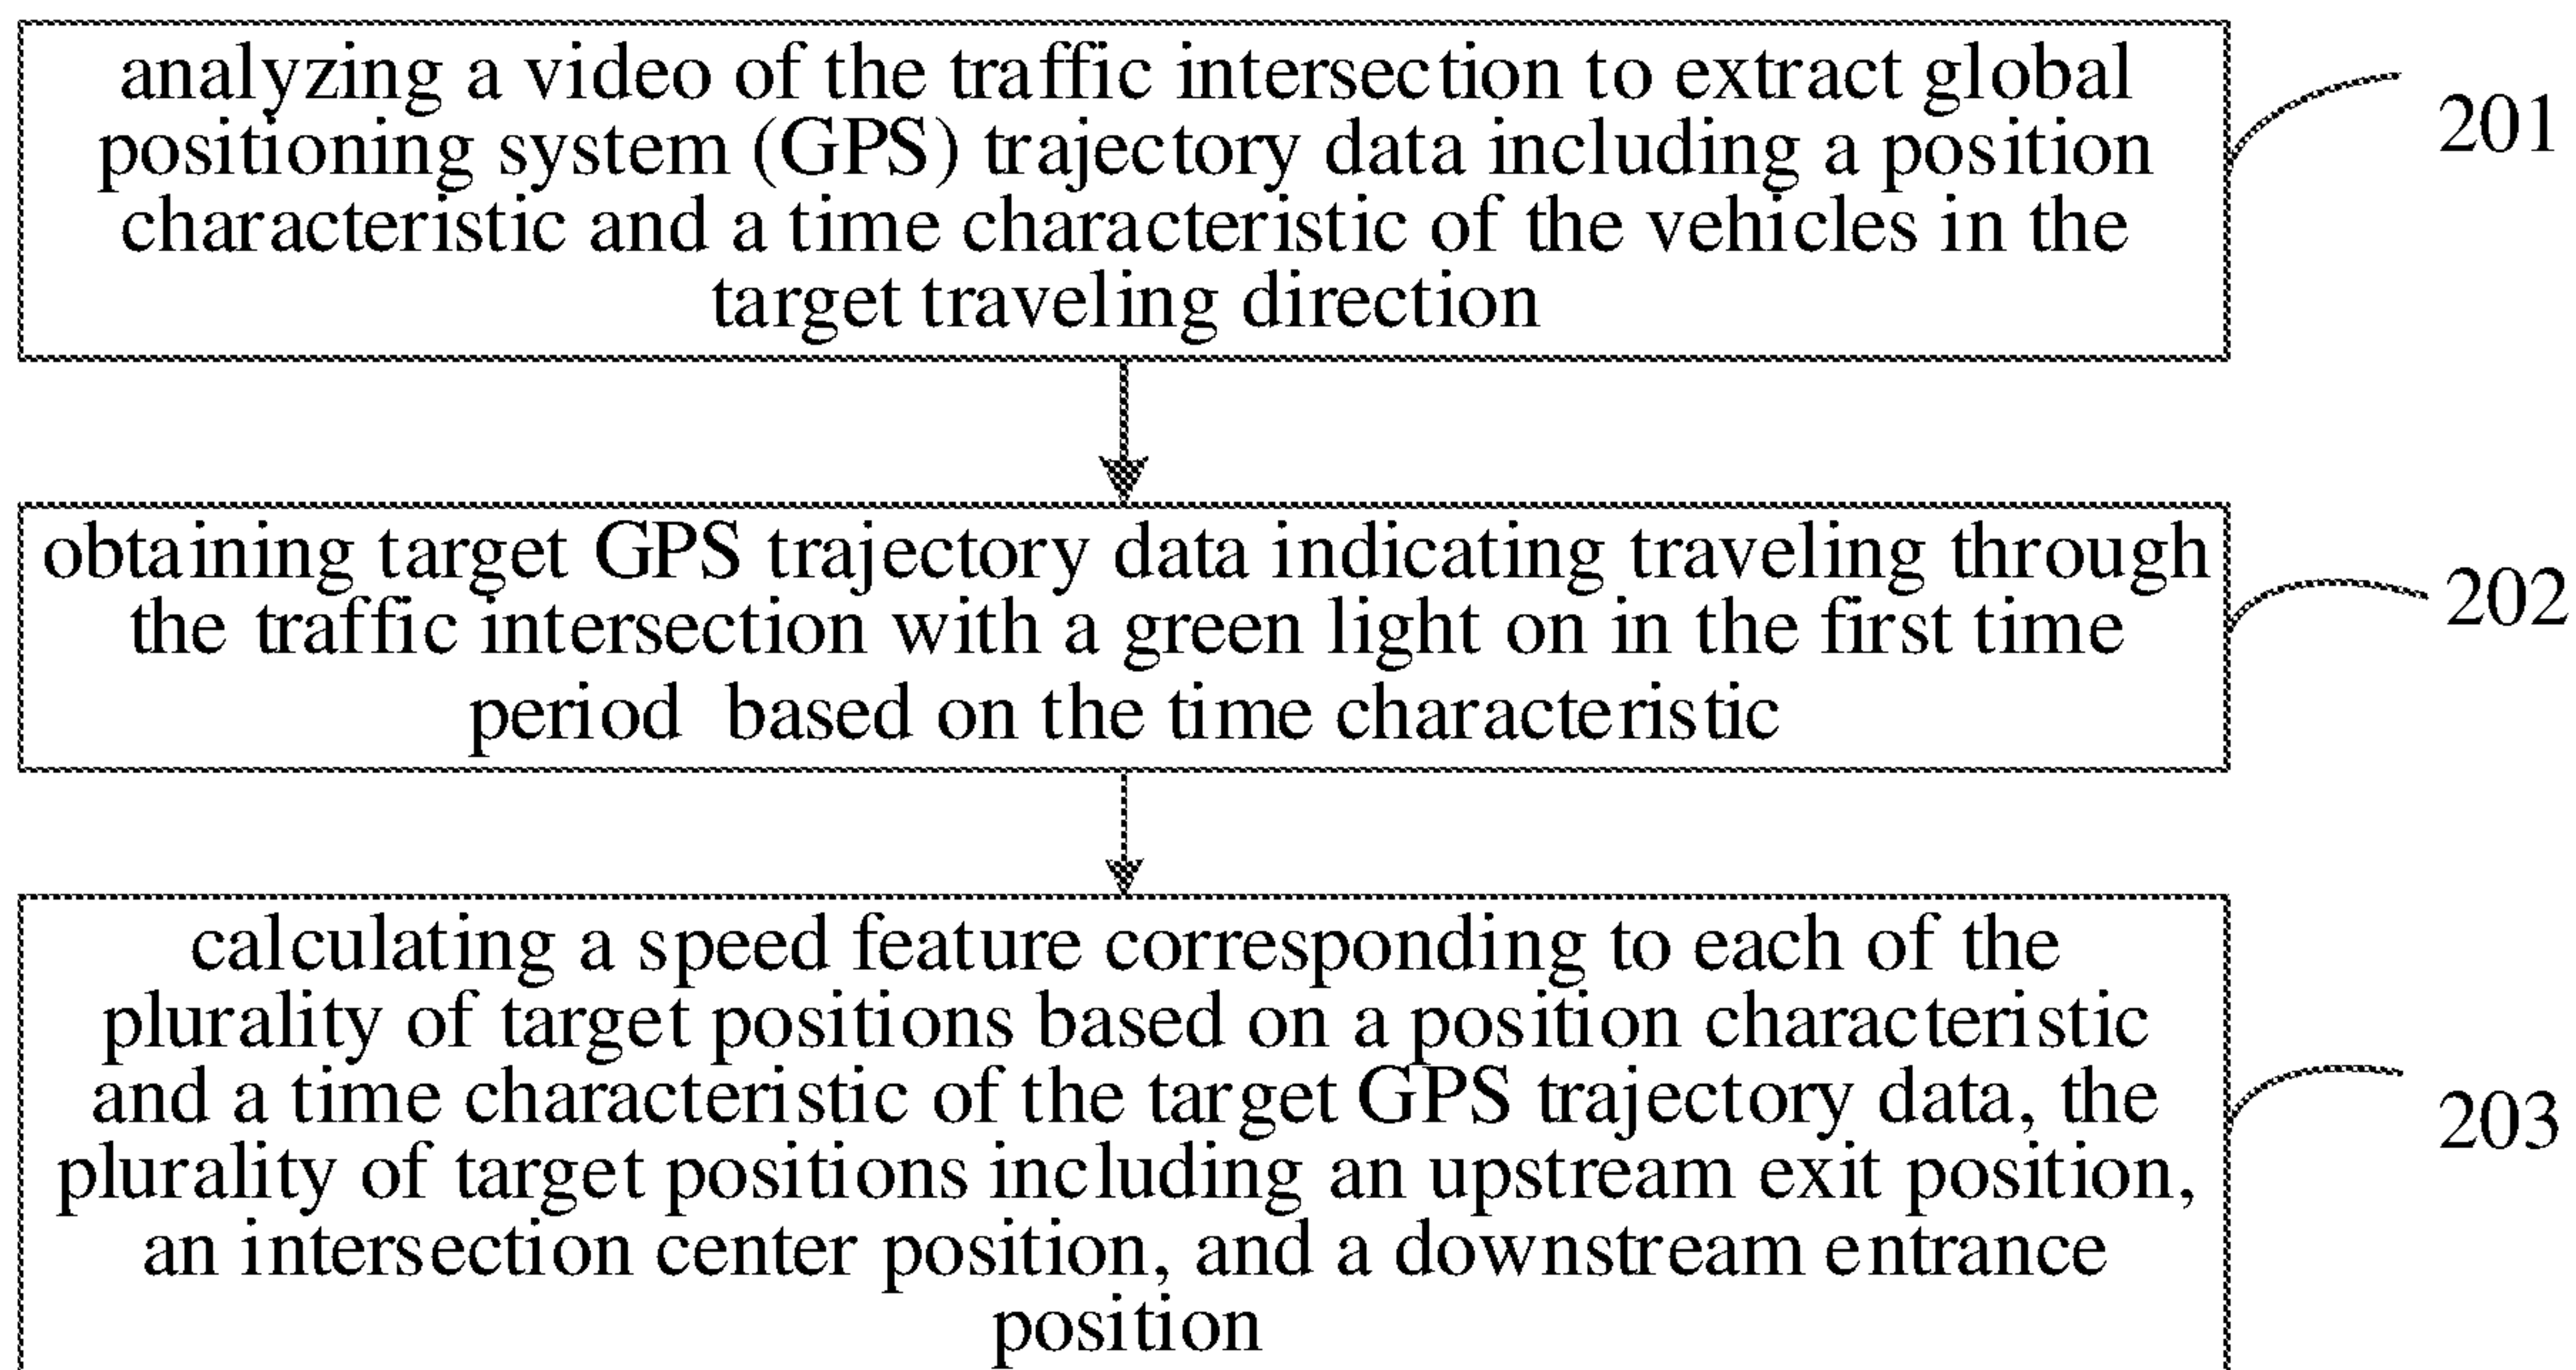 analyzing a video of the traffic intersection to extract global
positioning system (GPS) trajectory data including a position
characteristic and a time characteristic of the vehicles in the
target traveling direction
201
obtaining target GPS trajectory data indicating traveling through
the traffic intersection with a green light on in the first time
period based on the time characteristic
202
calculating a speed feature corresponding to each of the
plurality of target positions based on a position characteristic
and a time characteristic of the target GPS trajectory data, the
plurality of target positions including an upstream exit position,
an intersection center position, and a downstream entrance
position
203